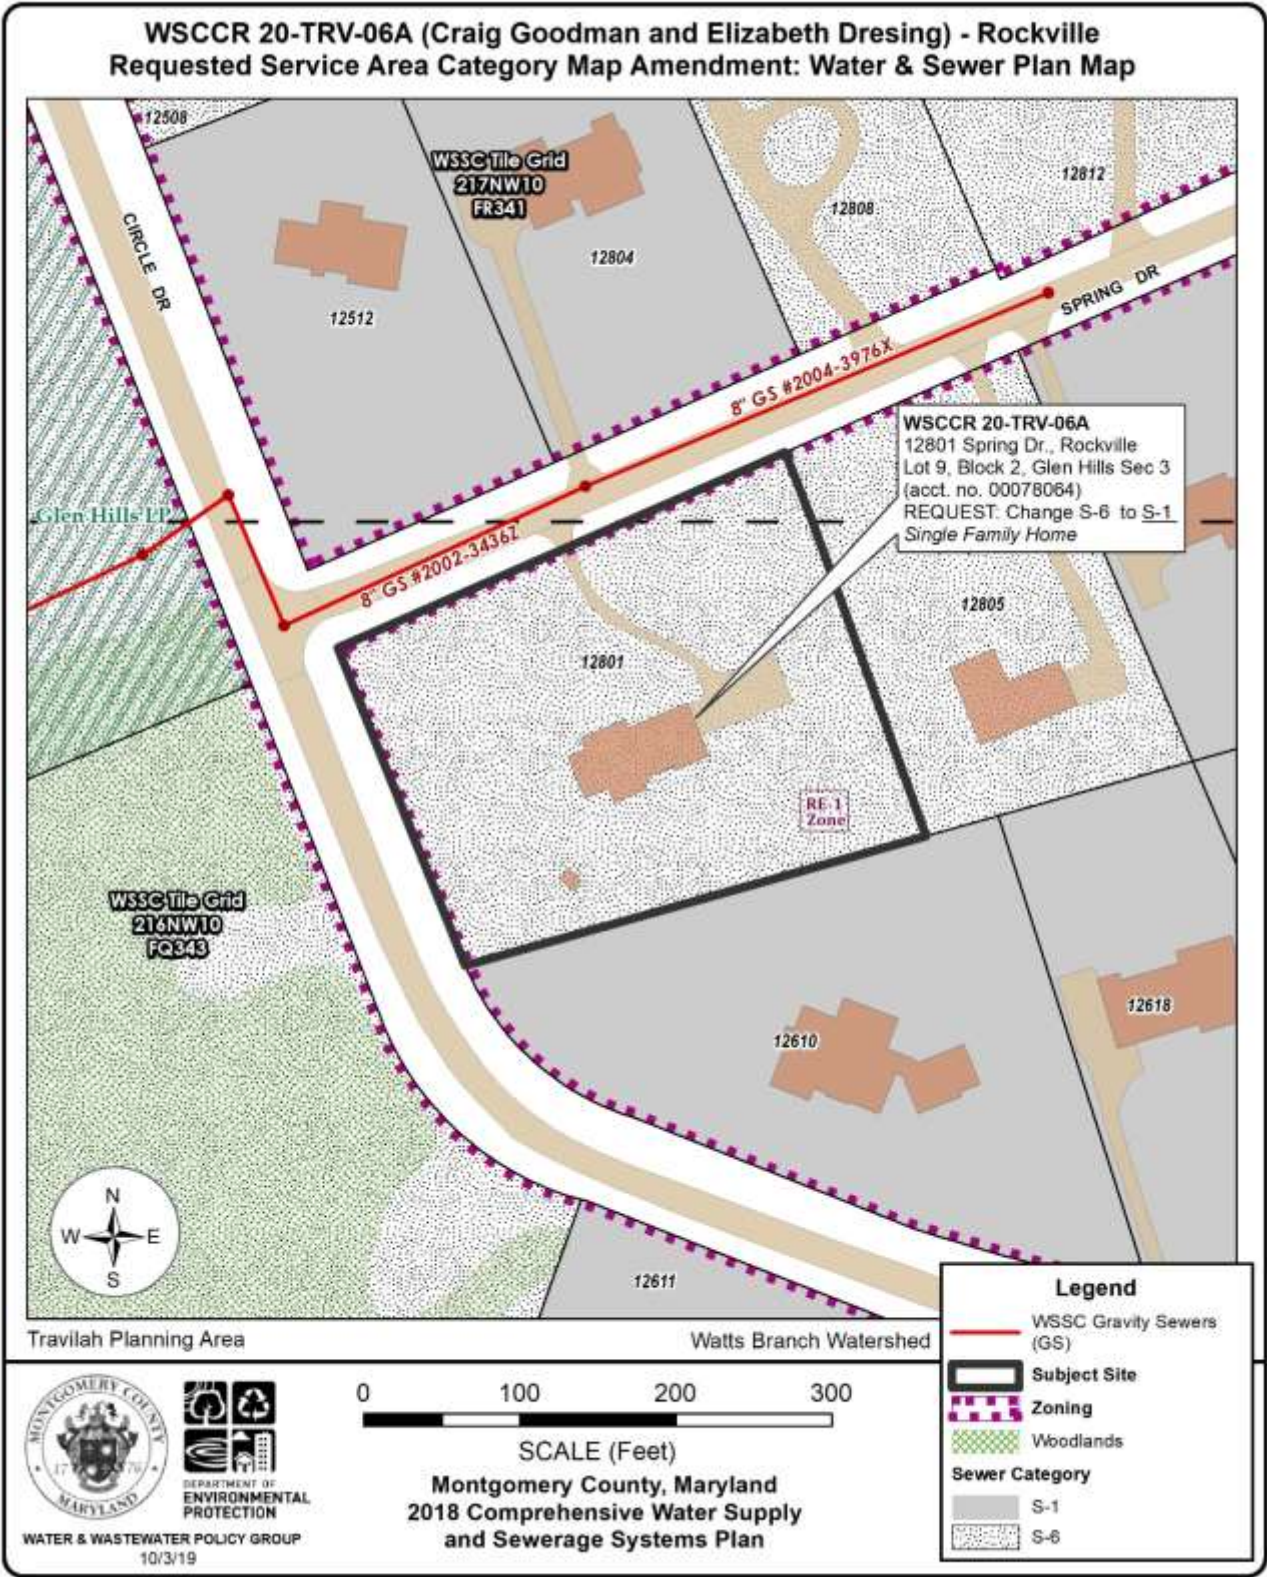 WSCCR 20-TRV-06A (Craig Goodman and Elizabeth Dresing) - Rockville
Requested Service Area Category Map Amendment: Water & Sewer Plan Map
12508
WSSC Tile Grid
217NW10
FR341
12812
12808
CIRCLE DR
12804
12512
SPRING DR
8" GS #2004-3976X
WSCCR 20-TRV-06A
12801 Spring Dr., Rockville
Lot 9, Block 2, Glen Hills Sec 3
(acct. no. 00078064)
REQUEST: Change S-6 to S-1
Single Family Home
Glen Hills LP
8" GS #2002-3436Z
12805
12801
RE-1
Zone
WSSC Tile Grid
216NW10
FQ343
12618
12610
N
W E
S
12611
Travilah Planning Area
Watts Branch Watershed
Legend
WSSC Gravity Sewers
(GS)
Subject Site
Zoning
Woodlands
Sewer Category
S-1
S-6
MONTGOMERY COUNTY
17 76
MARYLAND
DEPARTMENT OF
ENVIRONMENTAL
PROTECTION
WATER & WASTEWATER POLICY GROUP
10/3/19
0 100 200 300
SCALE (Feet)
Montgomery County, Maryland
2018 Comprehensive Water Supply
and Sewerage Systems Plan